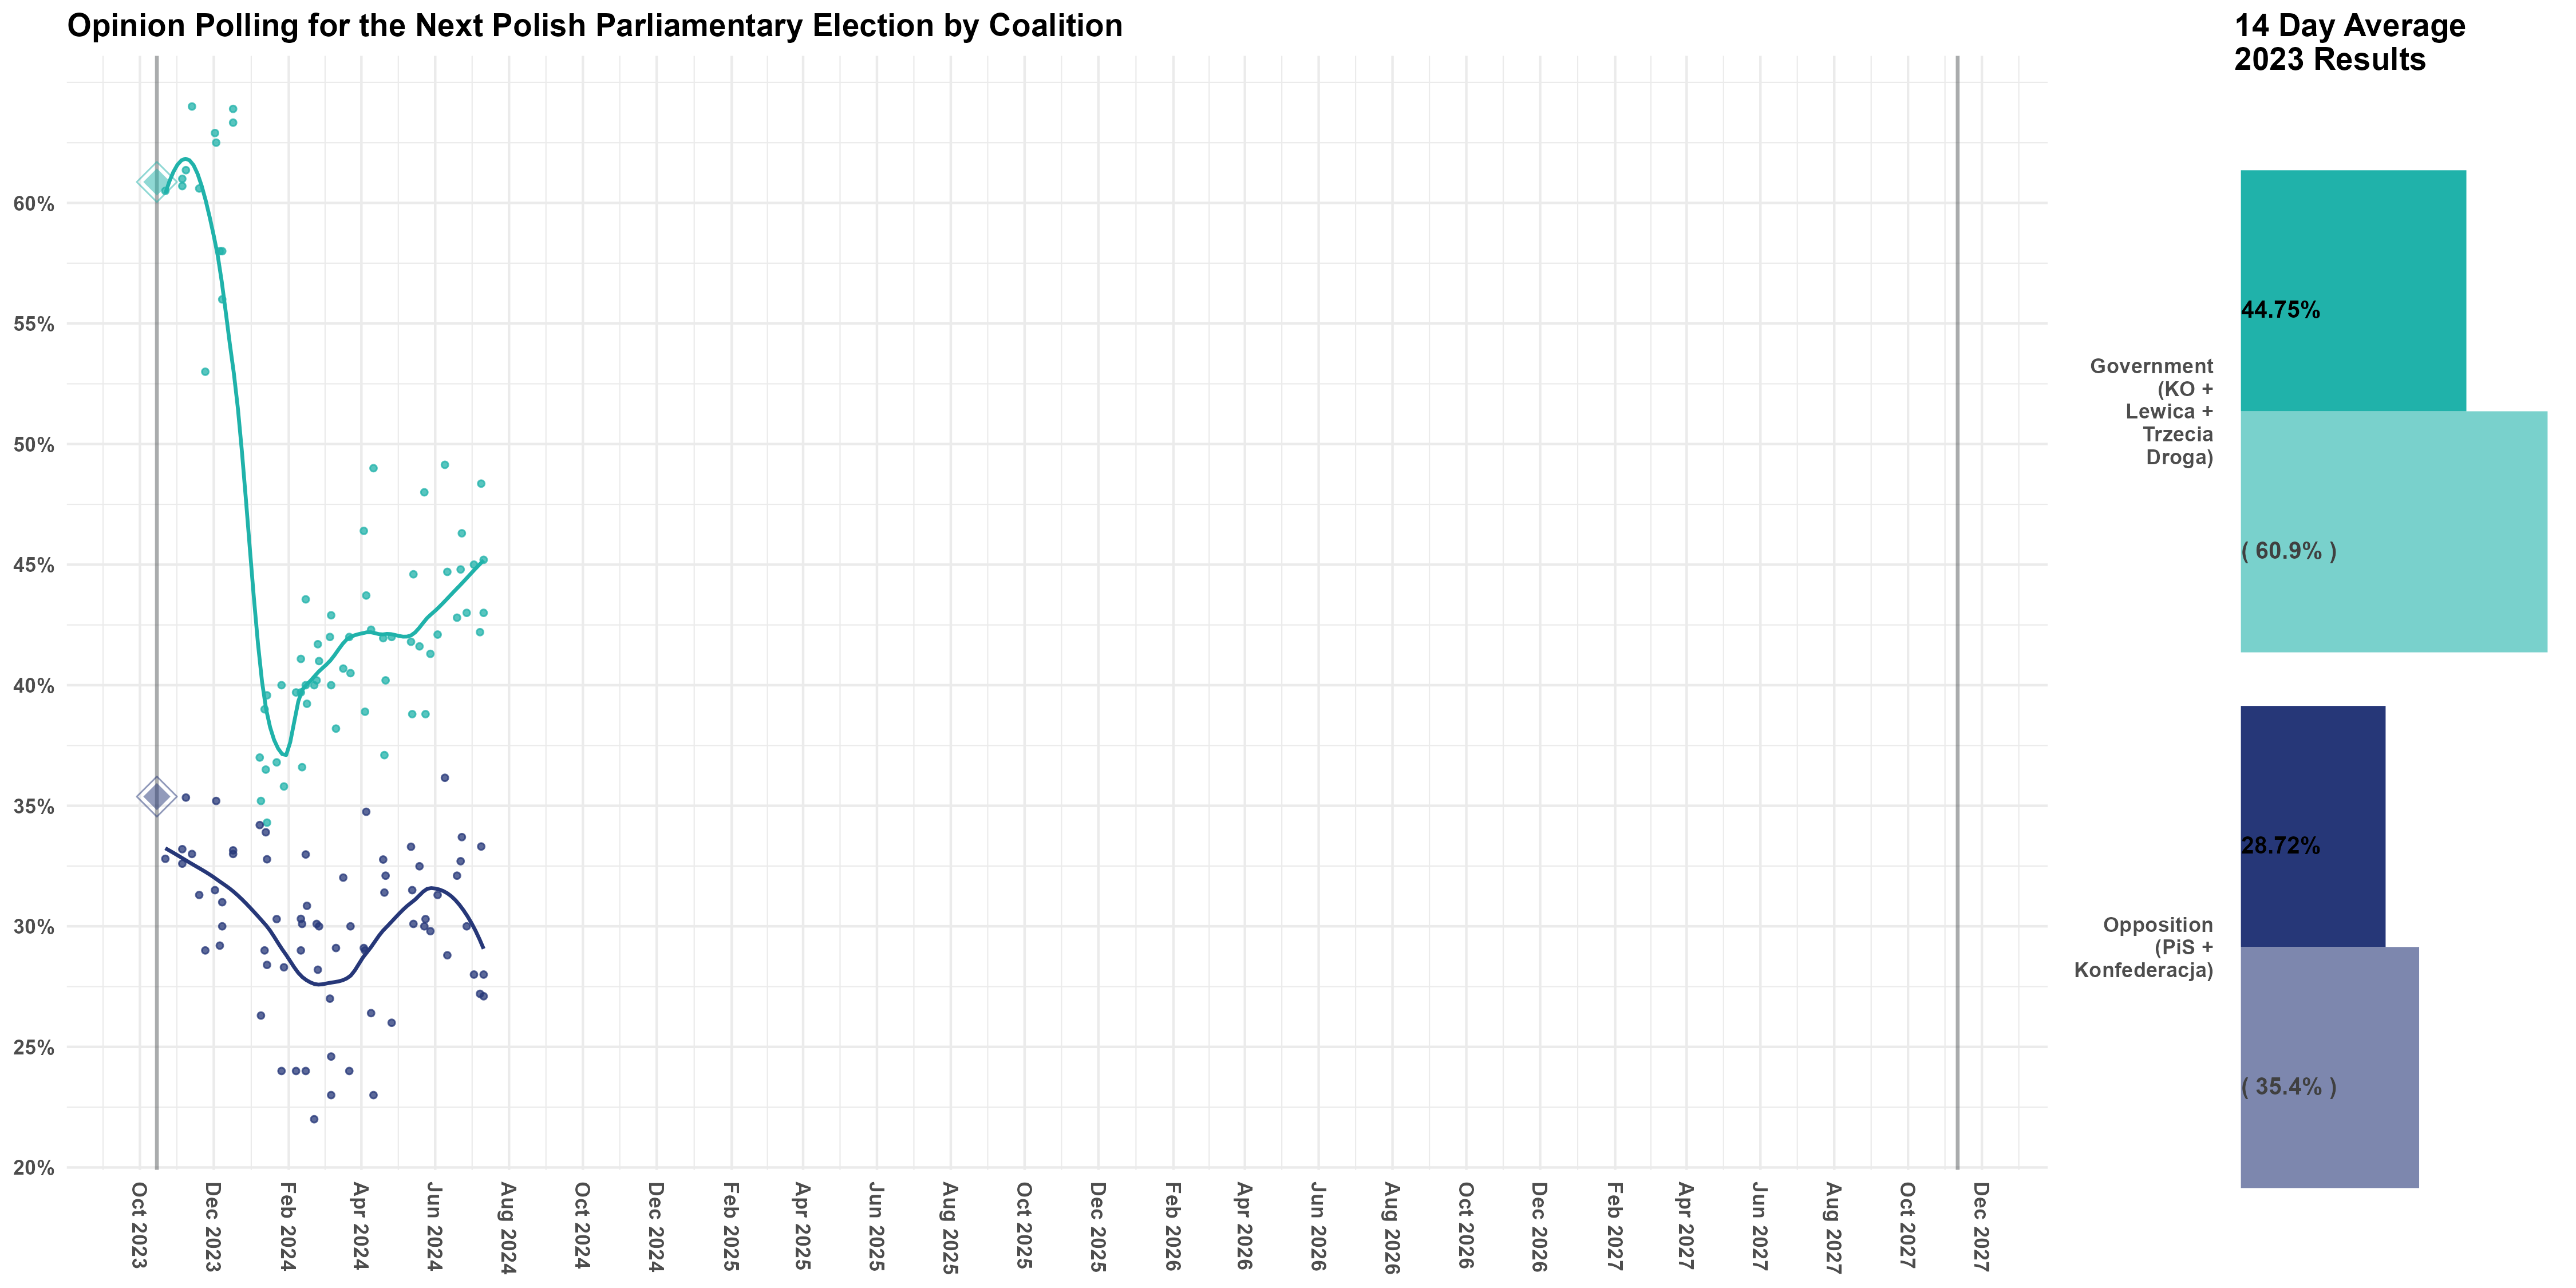 Opinion Polling for the Next Polish Parliamentary Election by Coalition
14 Day Average
2023 Results
60%
55%
50%
45%
40%
35%
30%
25%
20%
Oct 2023
Dec 2023
Feb 2024
Apr 2024
Jun 2024
Aug 2024
Oct 2024
Dec 2024
Feb 2025
Apr 2025
Jun 2025
Aug 2025
Oct 2025
Dec 2025
Feb 2026
Apr 2026
Jun 2026
Aug 2026
Oct 2026
Dec 2026
Feb 2027
Apr 2027
Jun 2027
Aug 2027
Oct 2027
Dec 2027
Government
(KO +
Lewica +
Trzecia
Droga)
44.75%
( 60.9% )
Opposition
(PiS +
Konfederacja)
28.72%
( 35.4% )